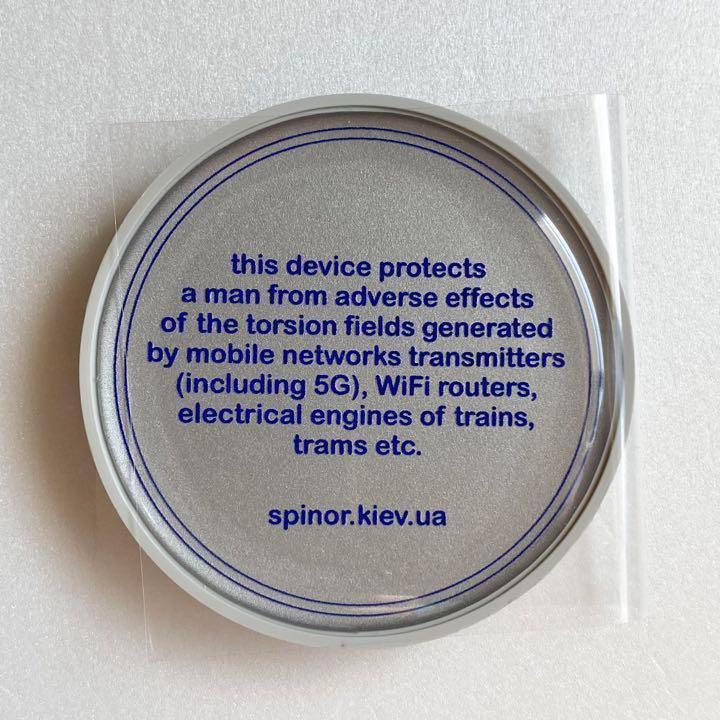 this device protects
a man from adverse effects
of the torsion fields generated
by mobile networks transmitters
(including 5G), WiFi routers,
electrical engines of trains,
trams etc.
spinor.kiev.ua